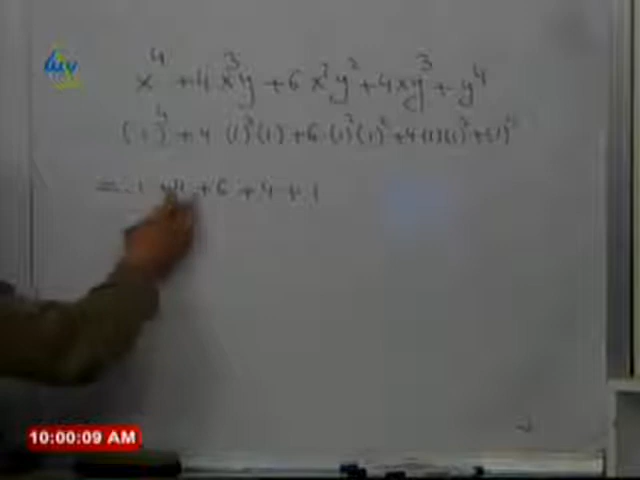 x⁴ + 4x³y + 6x²y² + 4xy³ + y⁴
(1)⁴ + 4·(1)³(1) + 6·(1)²(1)² + 4·(1)(1)³ + (1)⁴
= 1 + 4 + 6 + 4 + 1
10:00:09 AM